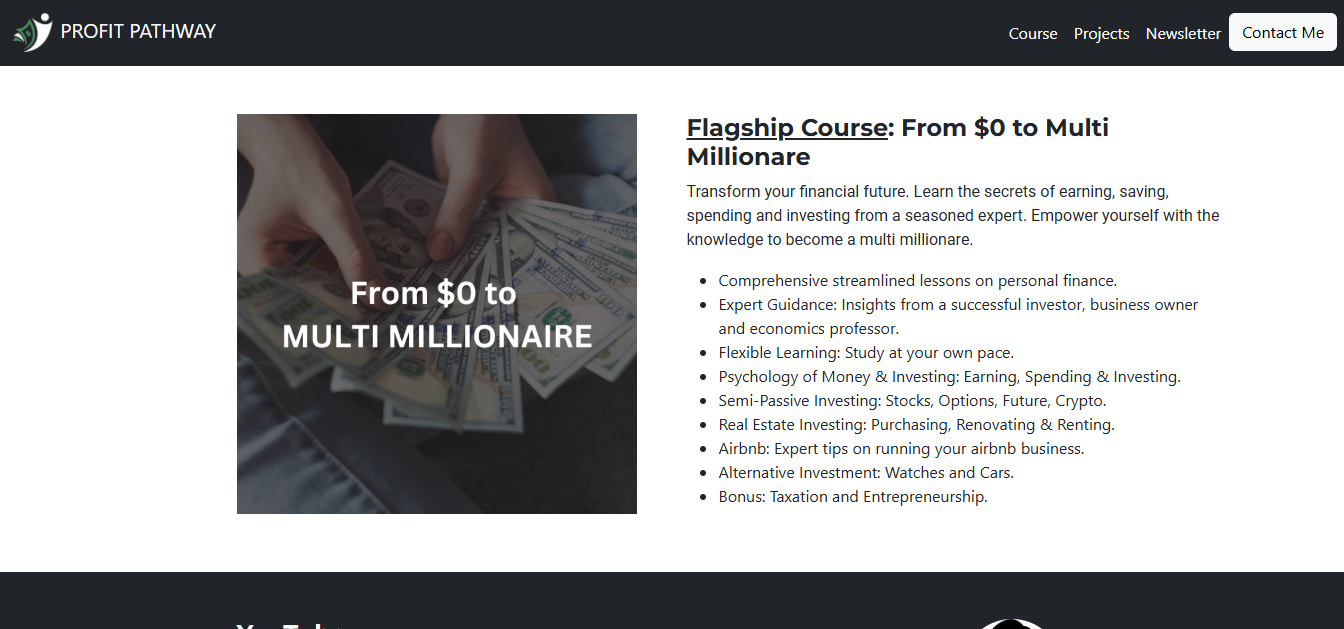 PROFIT PATHWAY
Course Projects Newsletter Contact Me
Flagship Course: From $0 to Multi
Millionare
Transform your financial future. Learn the secrets of earning, saving,
spending and investing from a seasoned expert. Empower yourself with the
knowledge to become a multi millionare.
From $0 to
MULTI MILLIONAIRE
Comprehensive streamlined lessons on personal finance.
Expert Guidance: Insights from a successful investor, business owner
and economics professor.
Flexible Learning: Study at your own pace.
Psychology of Money & Investing: Earning, Spending & Investing.
Semi-Passive Investing: Stocks, Options, Future, Crypto.
Real Estate Investing: Purchasing, Renovating & Renting.
Airbnb: Expert tips on running your airbnb business.
Alternative Investment: Watches and Cars.
Bonus: Taxation and Entrepreneurship.